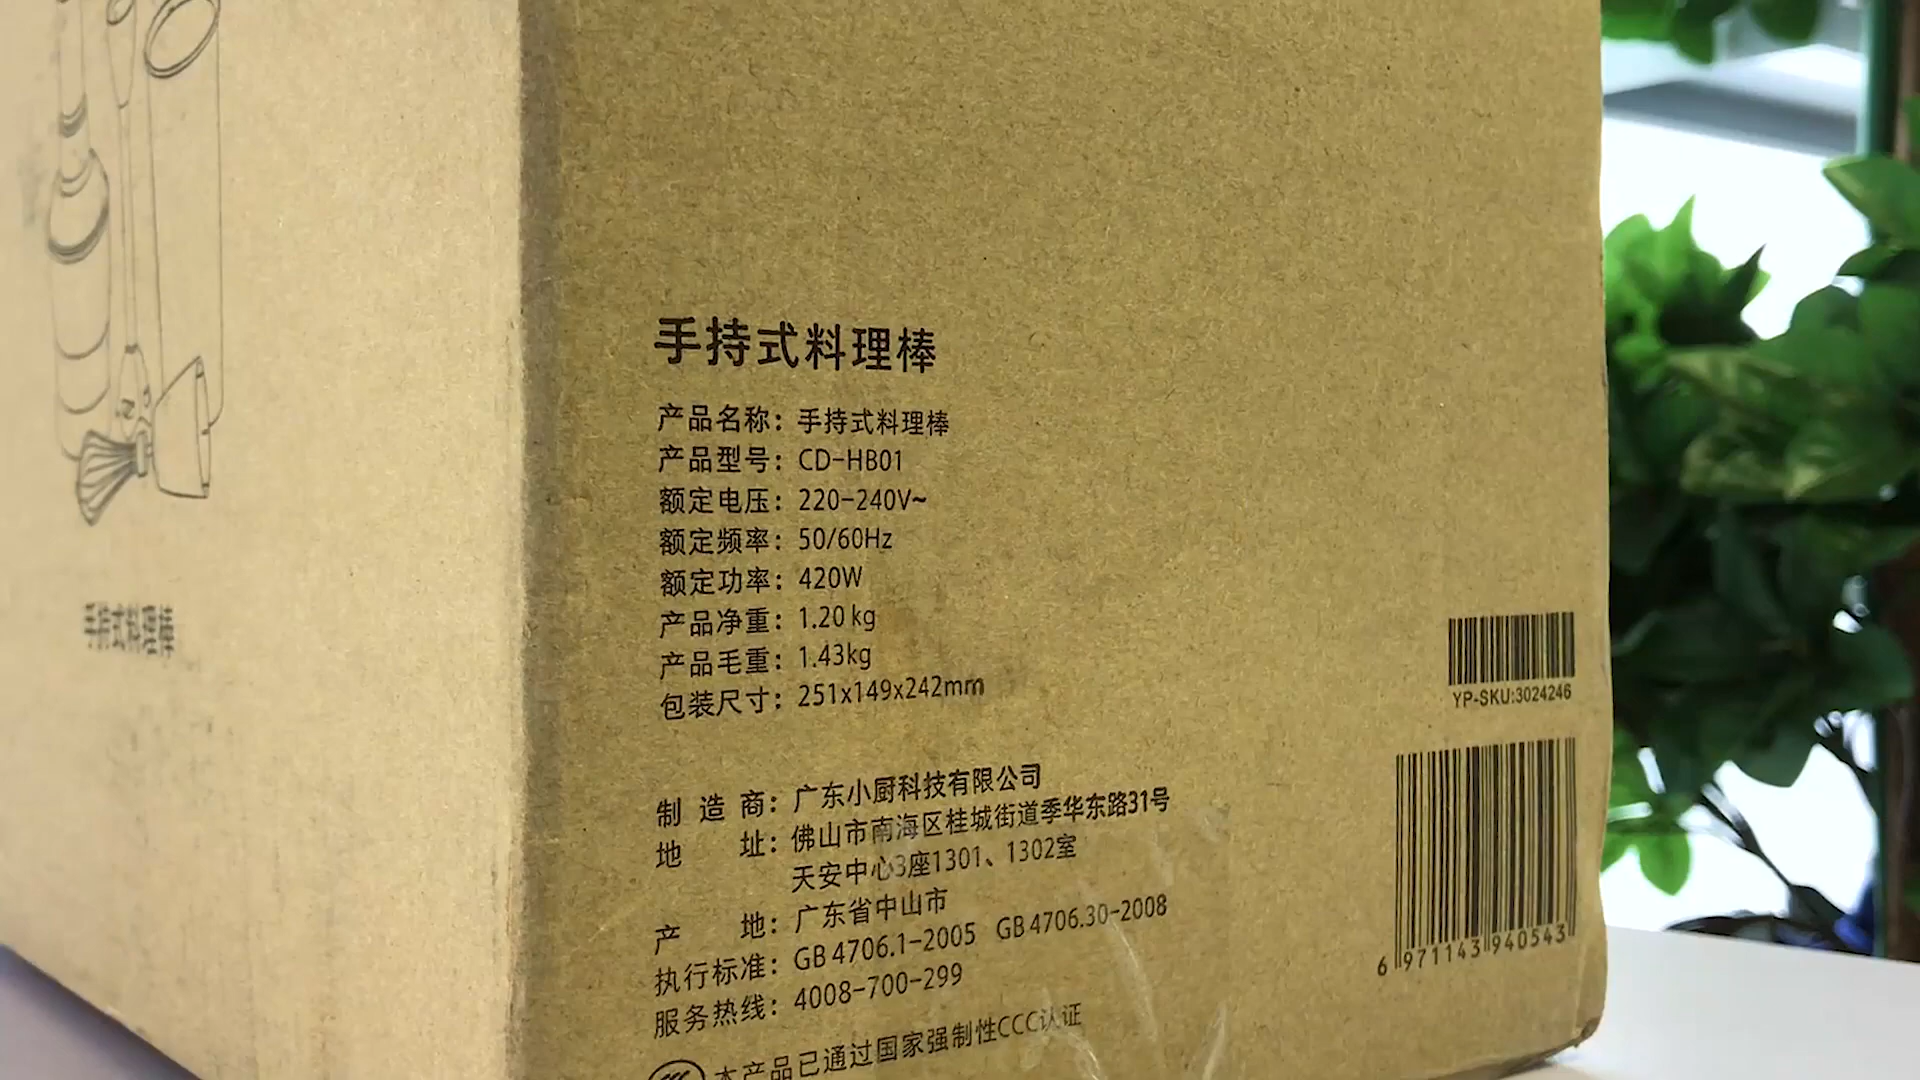 手持式料理棒
手持式料理棒
产品名称：手持式料理棒
产品型号：CD-HB01
额定电压：220-240V~
额定频率：50/60Hz
额定功率：420W
产品净重：1.20 kg
产品毛重：1.43kg
包装尺寸：251x149x242mm
制造商：广东小厨科技有限公司
地址：佛山市南海区桂城街道季华东路31号
天安中心3座1301、1302室
产地：广东省中山市
执行标准：GB 4706.1-2005 GB 4706.30-2008
服务热线：4008-700-299
本产品已通过国家强制性CCC认证
YP-SKU:3024246
6 971143 940543